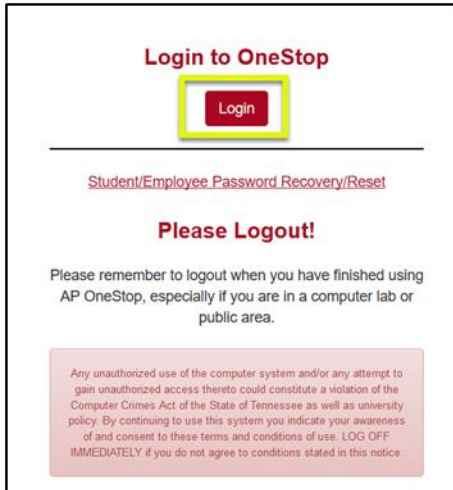 Login to OneStop
Login
Student/Employee Password Recovery/Reset
Please Logout!
Please remember to logout when you have finished using
AP OneStop, especially if you are in a computer lab or
public area.
Any unauthorized use of the computer system and/or any attempt to
gain unauthorized access thereto could constitute a violation of the
Computer Crimes Act of the State of Tennessee as well as university
policy. By continuing to use this system you indicate your awareness
of and consent to these terms and conditions of use. LOG OFF
IMMEDIATELY if you do not agree to conditions stated in this notice.